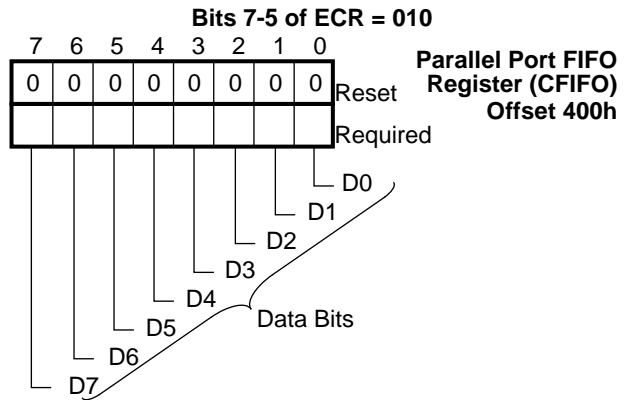 Bits 7-5 of ECR = 010
7 6 5 4 3 2 1 0
Parallel Port FIFO
Register (CFIFO)
Offset 400h
0 0 0 0 0 0 0 0 Reset
Required
D0
D1
D2
D3
D4
Data Bits
D5
D6
D7